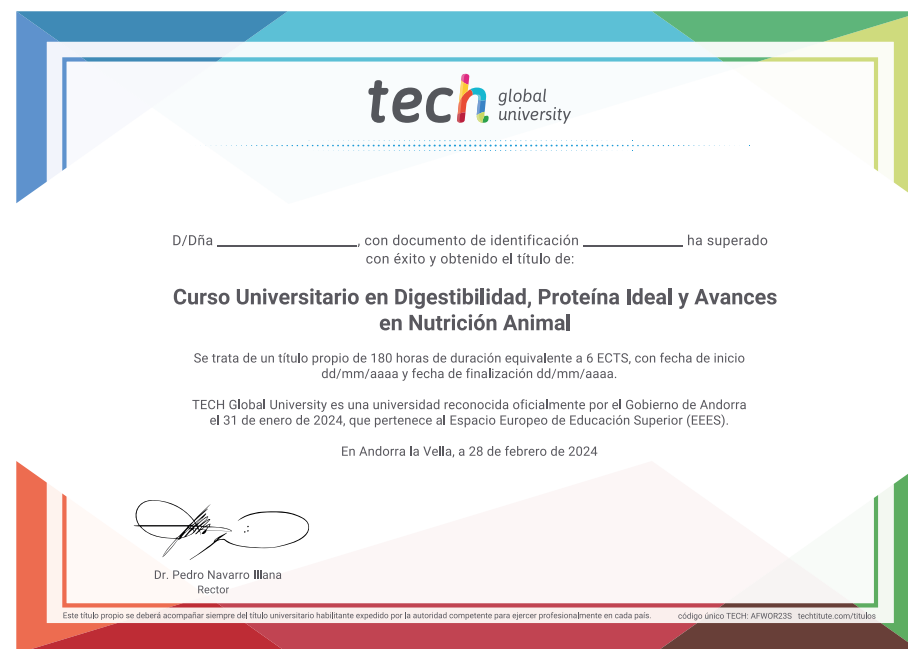 tech global university
D/Dña ____________________, con documento de identificación ______________ ha superado
con éxito y obtenido el título de:
Curso Universitario en Digestibilidad, Proteína Ideal y Avances
en Nutrición Animal
Se trata de un título propio de 180 horas de duración equivalente a 6 ECTS, con fecha de inicio
dd/mm/aaaa y fecha de finalización dd/mm/aaaa.
TECH Global University es una universidad reconocida oficialmente por el Gobierno de Andorra
el 31 de enero de 2024, que pertenece al Espacio Europeo de Educación Superior (EEES).
En Andorra la Vella, a 28 de febrero de 2024
Dr. Pedro Navarro Illana
Rector
Este título propio se deberá acompañar siempre del título universitario habilitante expedido por la autoridad competente para ejercer profesionalmente en cada país. código único TECH: AFWOR23S techtitute.com/titulos